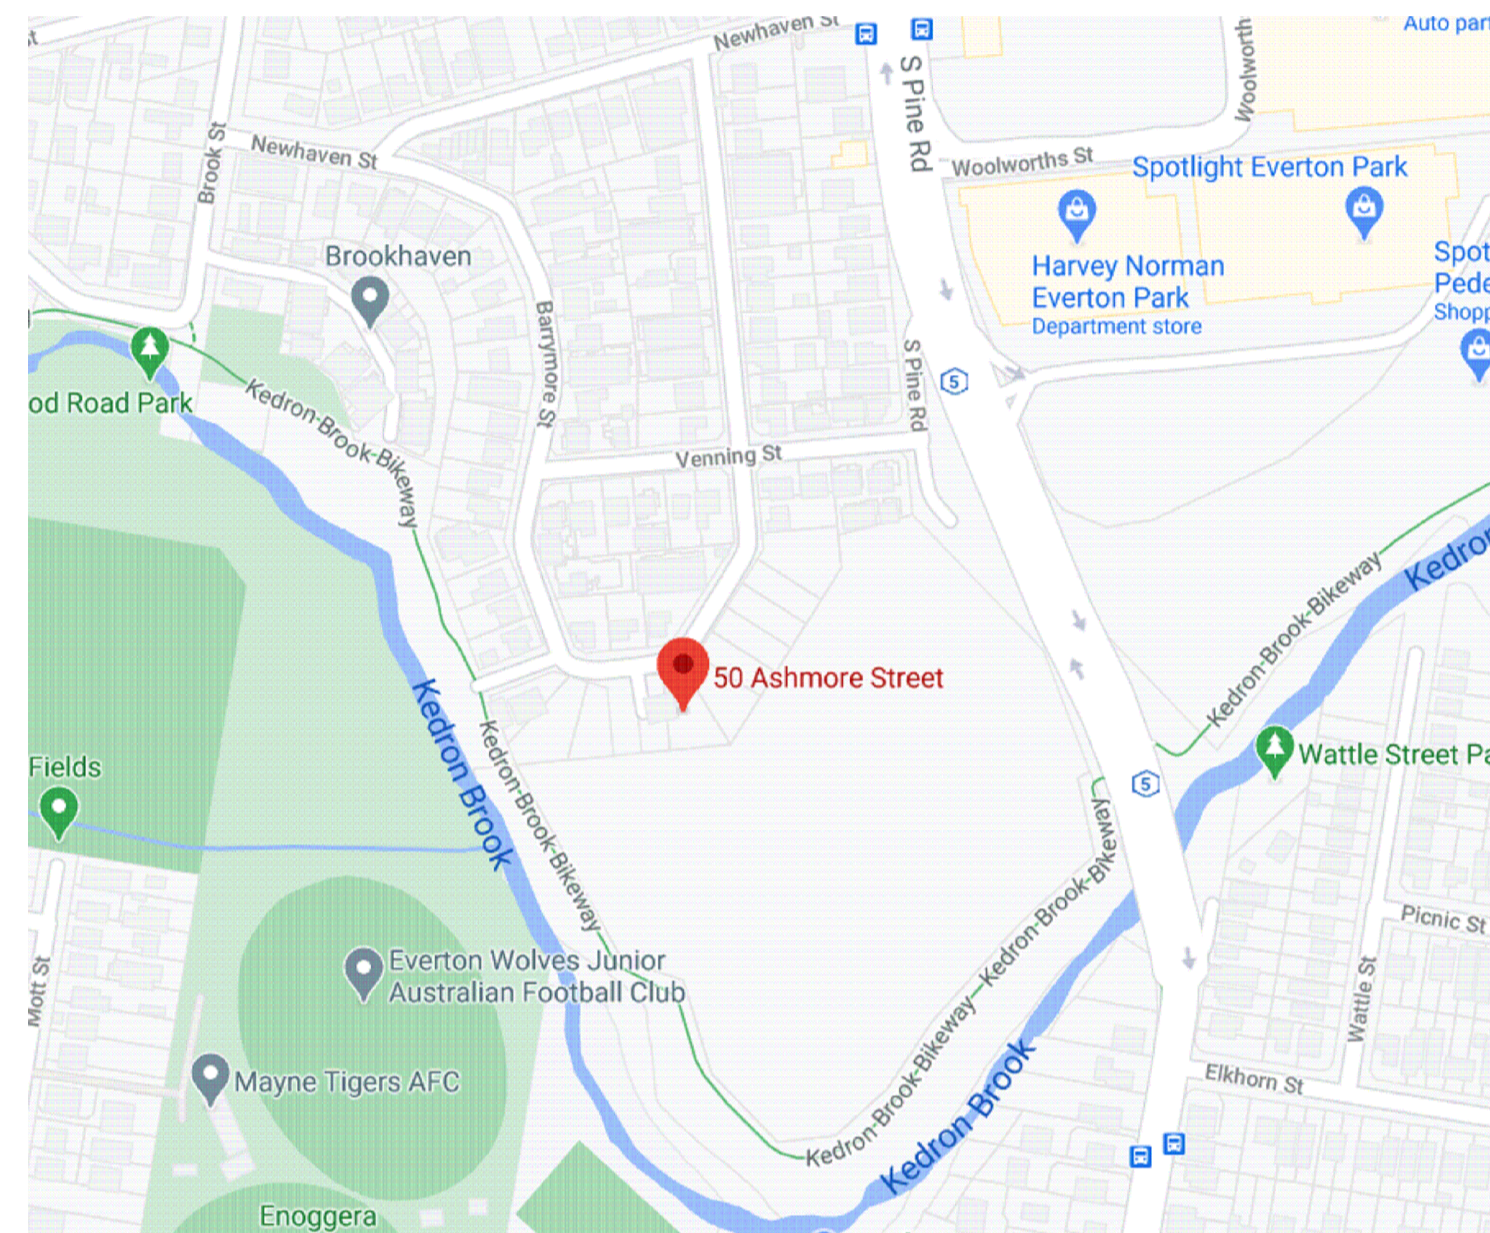 Newhaven St
Auto part
st
S Pine Rd
Woolworth
Brook St
Newhaven St
Woolworths St
Spotlight Everton Park
Brookhaven
Harvey Norman
Everton Park
Department store
Spot
Pede
Shopp
Barrymore St
S Pine Rd
5
od Road Park
Kedron-Brook-Bikeway
Venning St
Kedron
Kedron-Brook-Bikeway
50 Ashmore Street
Kedron Brook
Kedron-Brook-Bikeway
Wattle Street Pa
Fields
5
Kedron-Brook-Bikeway
Picnic St
Everton Wolves Junior
Australian Football Club
Mott St
Wattle St
Kedron-Brook-Bikeway
Mayne Tigers AFC
Kedron Brook
Elkhorn St
Enoggera